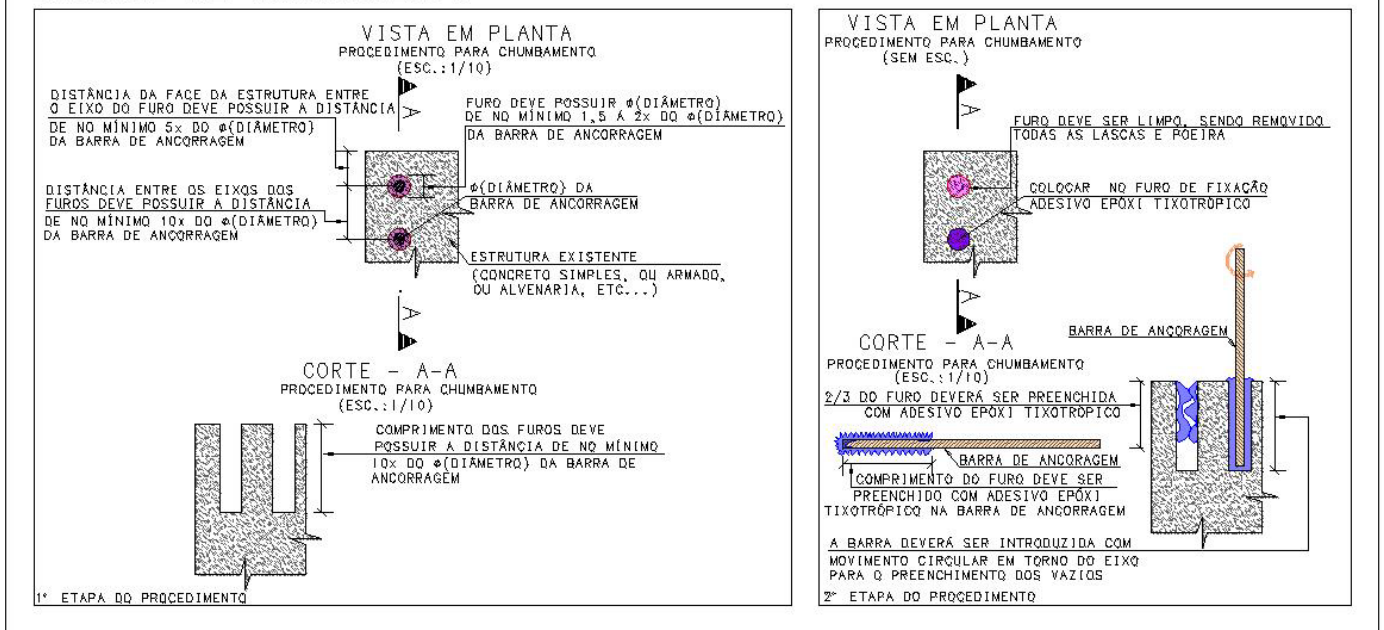 VISTA EM PLANTA
PROCEDIMENTO PARA CHUMBAMENTO
(ESC.:1/10)
DISTÂNCIA DA FACE DA ESTRUTURA ENTRE
O EIXO DO FURO DEVE POSSUIR A DISTÂNCIA
DE NO MÍNIMO 5x DO ø(DIÂMETRO)
DA BARRA DE ANCORRAGEM
A
FURO DEVE POSSUIR ø(DIÂMETRO)
DE NO MÍNIMO 1,5 A 2x DO ø(DIÂMETRO)
DA BARRA DE ANCORRAGEM
DISTÂNCIA ENTRE OS EIXOS DOS
FUROS DEVE POSSUIR A DISTÂNCIA
DE NO MÍNIMO 10x DO ø(DIÂMETRO)
DA BARRA DE ANCORRAGEM
ø(DIÂMETRO) DA
BARRA DE ANCORRAGEM
ESTRUTURA EXISTENTE
(CONCRETO SIMPLES, OU ARMADO,
OU ALVENARIA, ETC...)
A
CORTE - A-A
PROCEDIMENTO PARA CHUMBAMENTO
(ESC.:1/10)
COMPRIMENTO DOS FUROS DEVE
POSSUIR A DISTÂNCIA DE NO MÍNIMO
10x DO ø(DIÂMETRO) DA BARRA DE
ANCORRAGEM
1° ETAPA DO PROCEDIMENTO
VISTA EM PLANTA
PROCEDIMENTO PARA CHUMBAMENTO
(SEM ESC.)
A
FURO DEVE SER LIMPO, SENDO REMOVIDO
TODAS AS LASCAS E POEIRA
COLOCAR NO FURO DE FIXAÇÃO
ADESIVO EPÓXI TIXOTRÓPICO
A
BARRA DE ANCORAGEM
CORTE - A-A
PROCEDIMENTO PARA CHUMBAMENTO
(ESC.:1/10)
2/3 DO FURO DEVERÁ SER PREENCHIDA
COM ADESIVO EPÓXI TIXOTRÓPICO
BARRA DE ANCORAGEM
COMPRIMENTO DO FURO DEVE SER
PREENCHIDO COM ADESIVO EPÓXI
TIXOTRÓPICO NA BARRA DE ANCORRAGEM
A BARRA DEVERÁ SER INTRODUZIDA COM
MOVIMENTO CIRCULAR EM TORNO DO EIXO
PARA O PREENCHIMENTO DOS VAZIOS
2° ETAPA DO PROCEDIMENTO